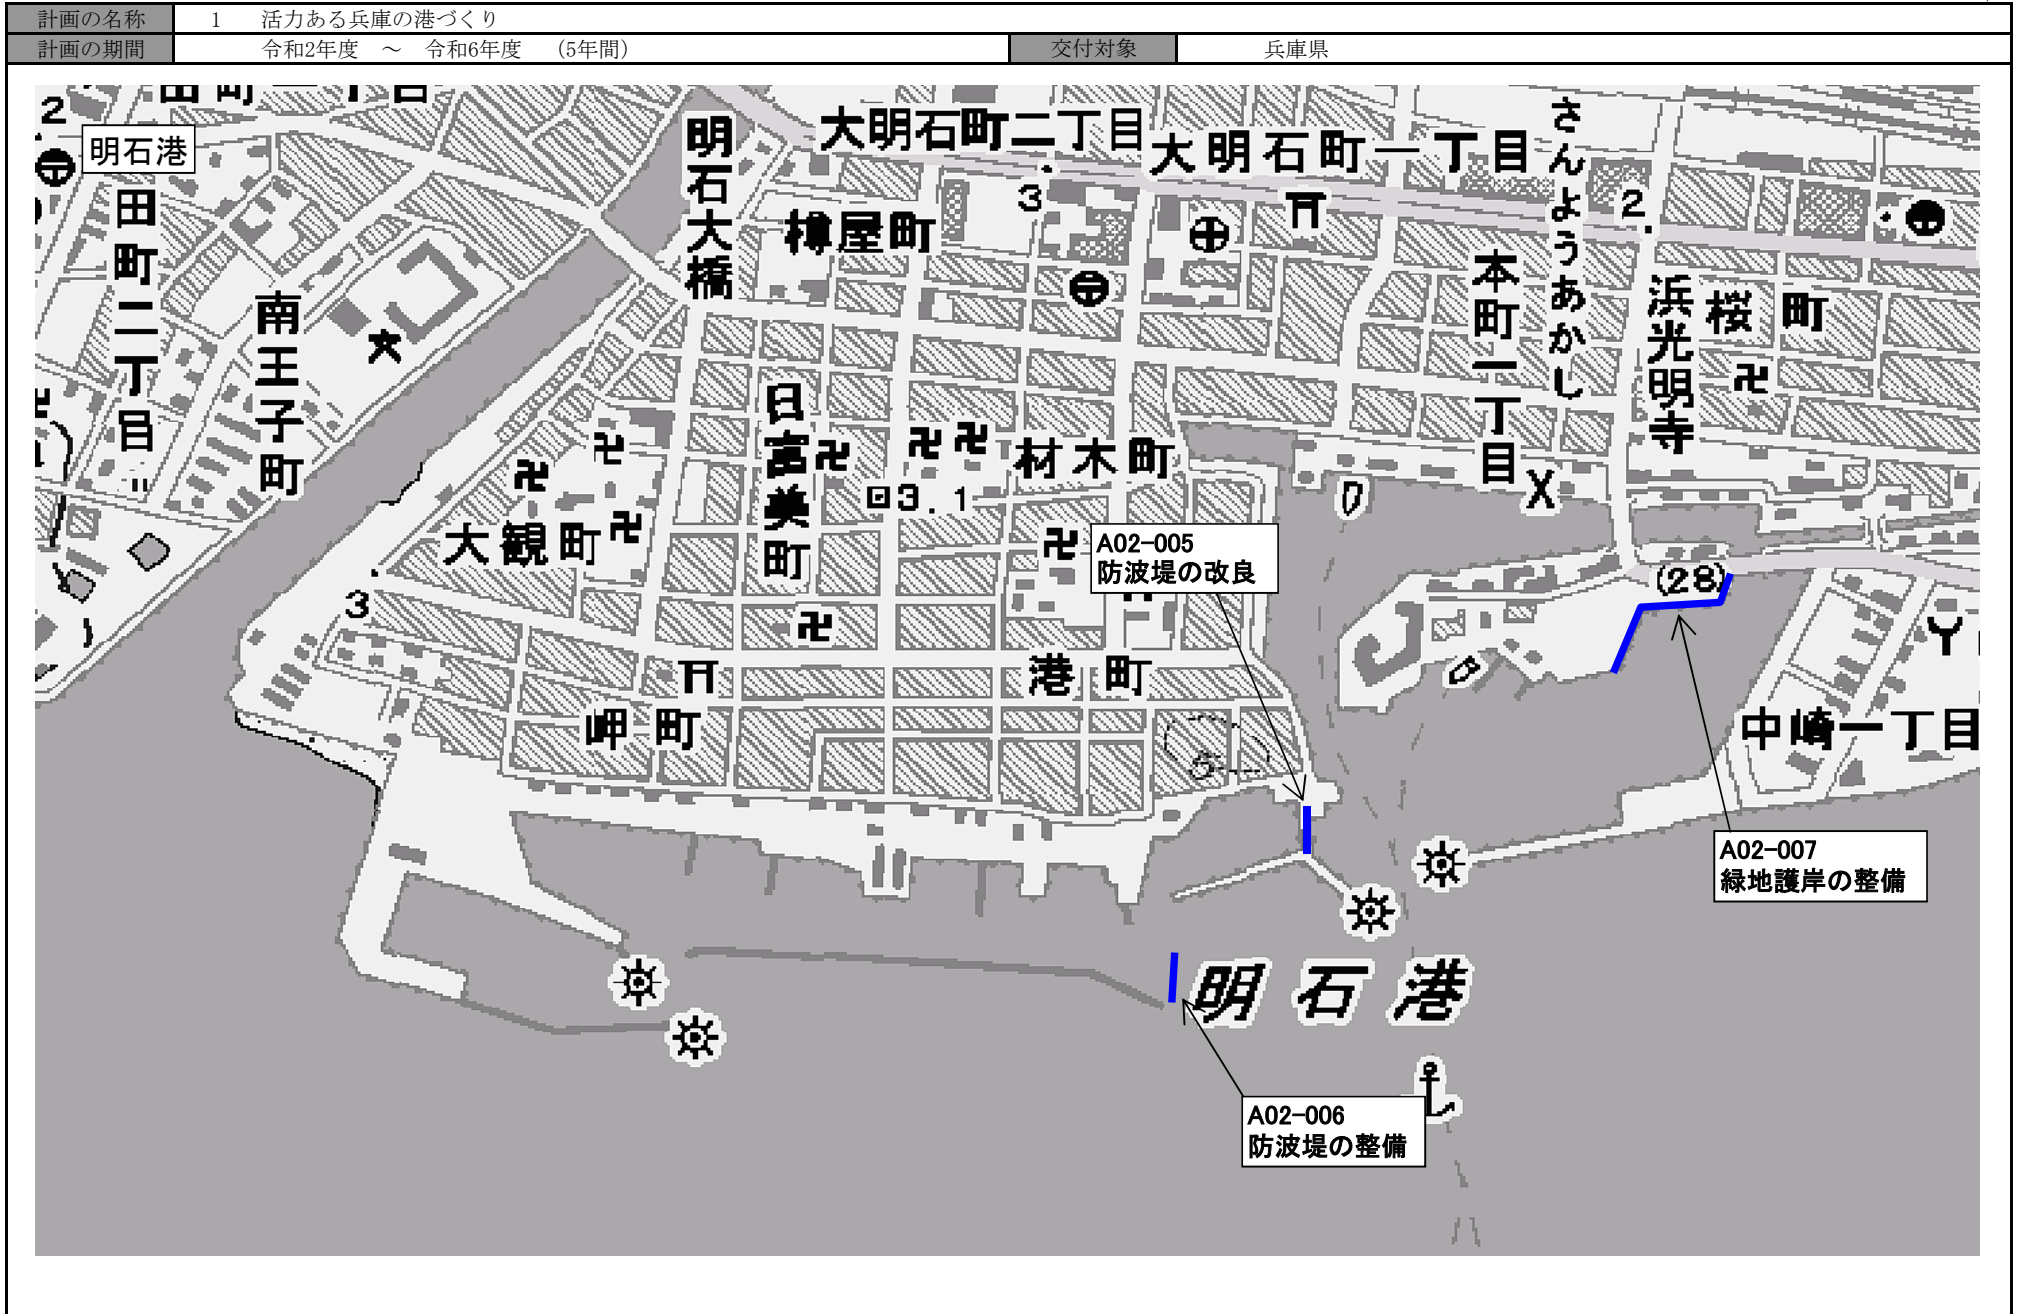 計画の名称 1 活力ある兵庫の港づくり
計画の期間 令和2年度 ～ 令和6年度 (5年間) 交付対象 兵庫県
明石港
2
田町二丁目
南王子町
明石大橋
大明石町二丁目
大明石町一丁目
さんようあかし
3
2
樽屋町
本町一丁目
浜光明寺
桜町
日富美町
材木町
3.1
大観町
3
A02-005
防波堤の改良
(28)
港町
岬町
中崎一丁目
A02-007
緑地護岸の整備
明石港
A02-006
防波堤の整備